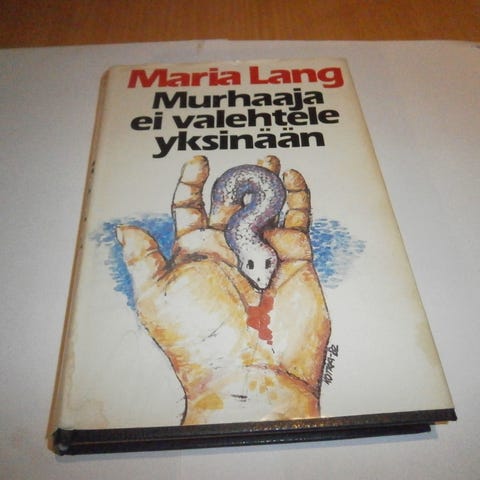 Maria Lang
Murhaaja
ei valehtele
yksinään